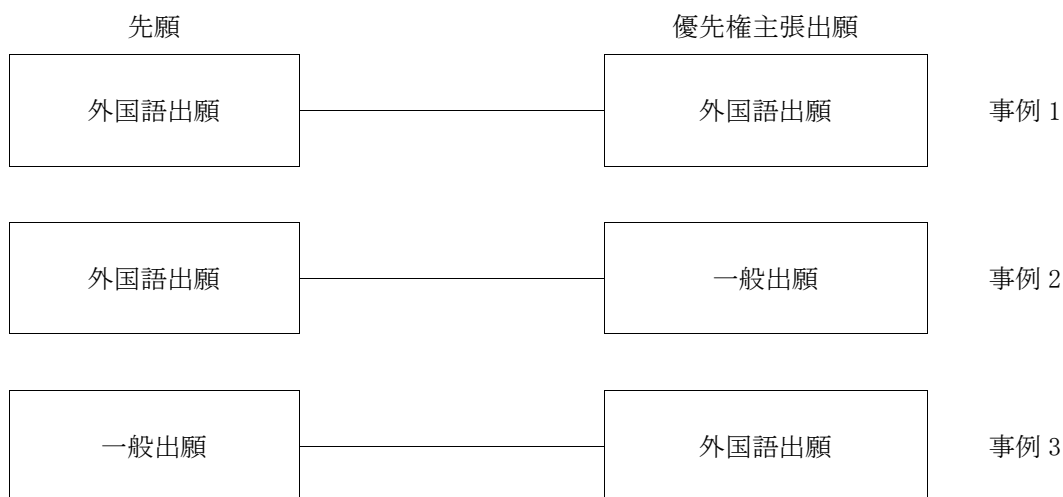 先願 優先権主張出願
外国語出願 外国語出願 事例 1
外国語出願 一般出願 事例 2
一般出願 外国語出願 事例 3